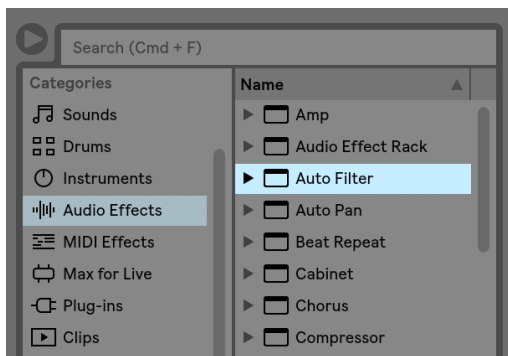 Search (Cmd + F)
Categories
Sounds
Drums
Instruments
Audio Effects
MIDI Effects
Max for Live
Plug-ins
Clips
Name
Amp
Audio Effect Rack
Auto Filter
Auto Pan
Beat Repeat
Cabinet
Chorus
Compressor